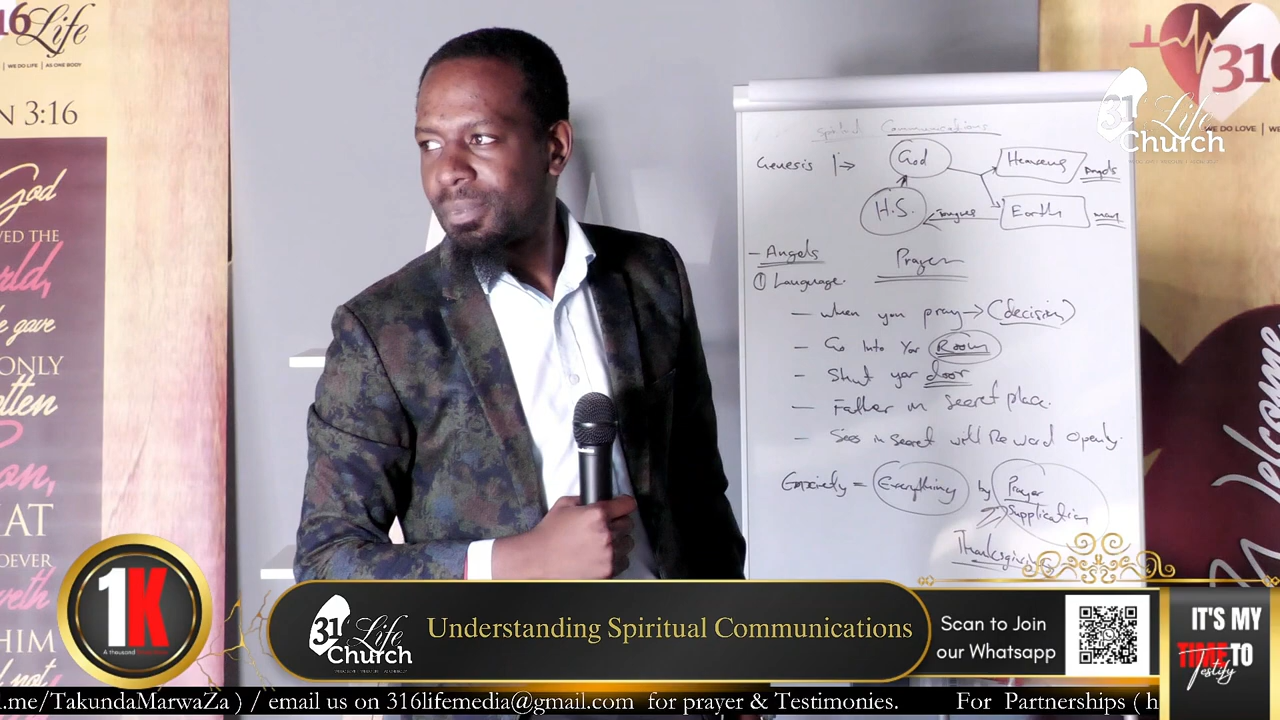 316 Life
WE DO LIFE | AS ONE BODY
N 3:16
God
VED THE
rld,
he gave
ONLY
otten
on,
HAT
OEVER
veth
HIM
d not
316
WE DO LOVE
31 Life
Church
Welcome
Communications
Genesis 1 → God Heavens Angels
H.S. Tongues Earth man
- Angels Prayer
① Language.
- when you pray → (decision)
- Go Into Your Room
- Shut your door
- Father in secret place.
- Sees in secret will Reward Openly.
= Everything by Prayer
Supplication
Thanksgiving
1K
A thousand
31 Life
Church
Understanding Spiritual Communications
Scan to Join
our Whatsapp
IT'S MY
TIME TO
Testify
.me/TakundaMarwaZa ) / email us on 316lifemedia@gmail.com for prayer & Testimonies. For Partnerships ( h